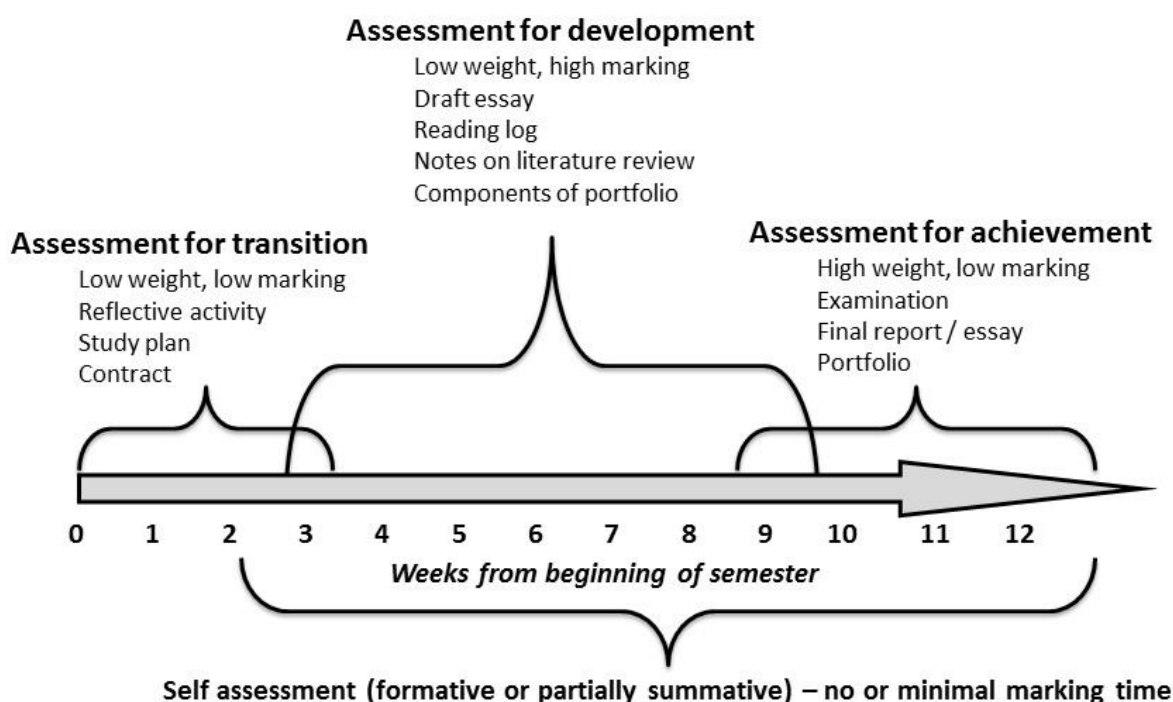 Assessment for development
Low weight, high marking
Draft essay
Reading log
Notes on literature review
Components of portfolio
Assessment for transition
Low weight, low marking
Reflective activity
Study plan
Contract
Assessment for achievement
High weight, low marking
Examination
Final report / essay
Portfolio
0 1 2 3 4 5 6 7 8 9 10 11 12
Weeks from beginning of semester
Self assessment (formative or partially summative) – no or minimal marking time